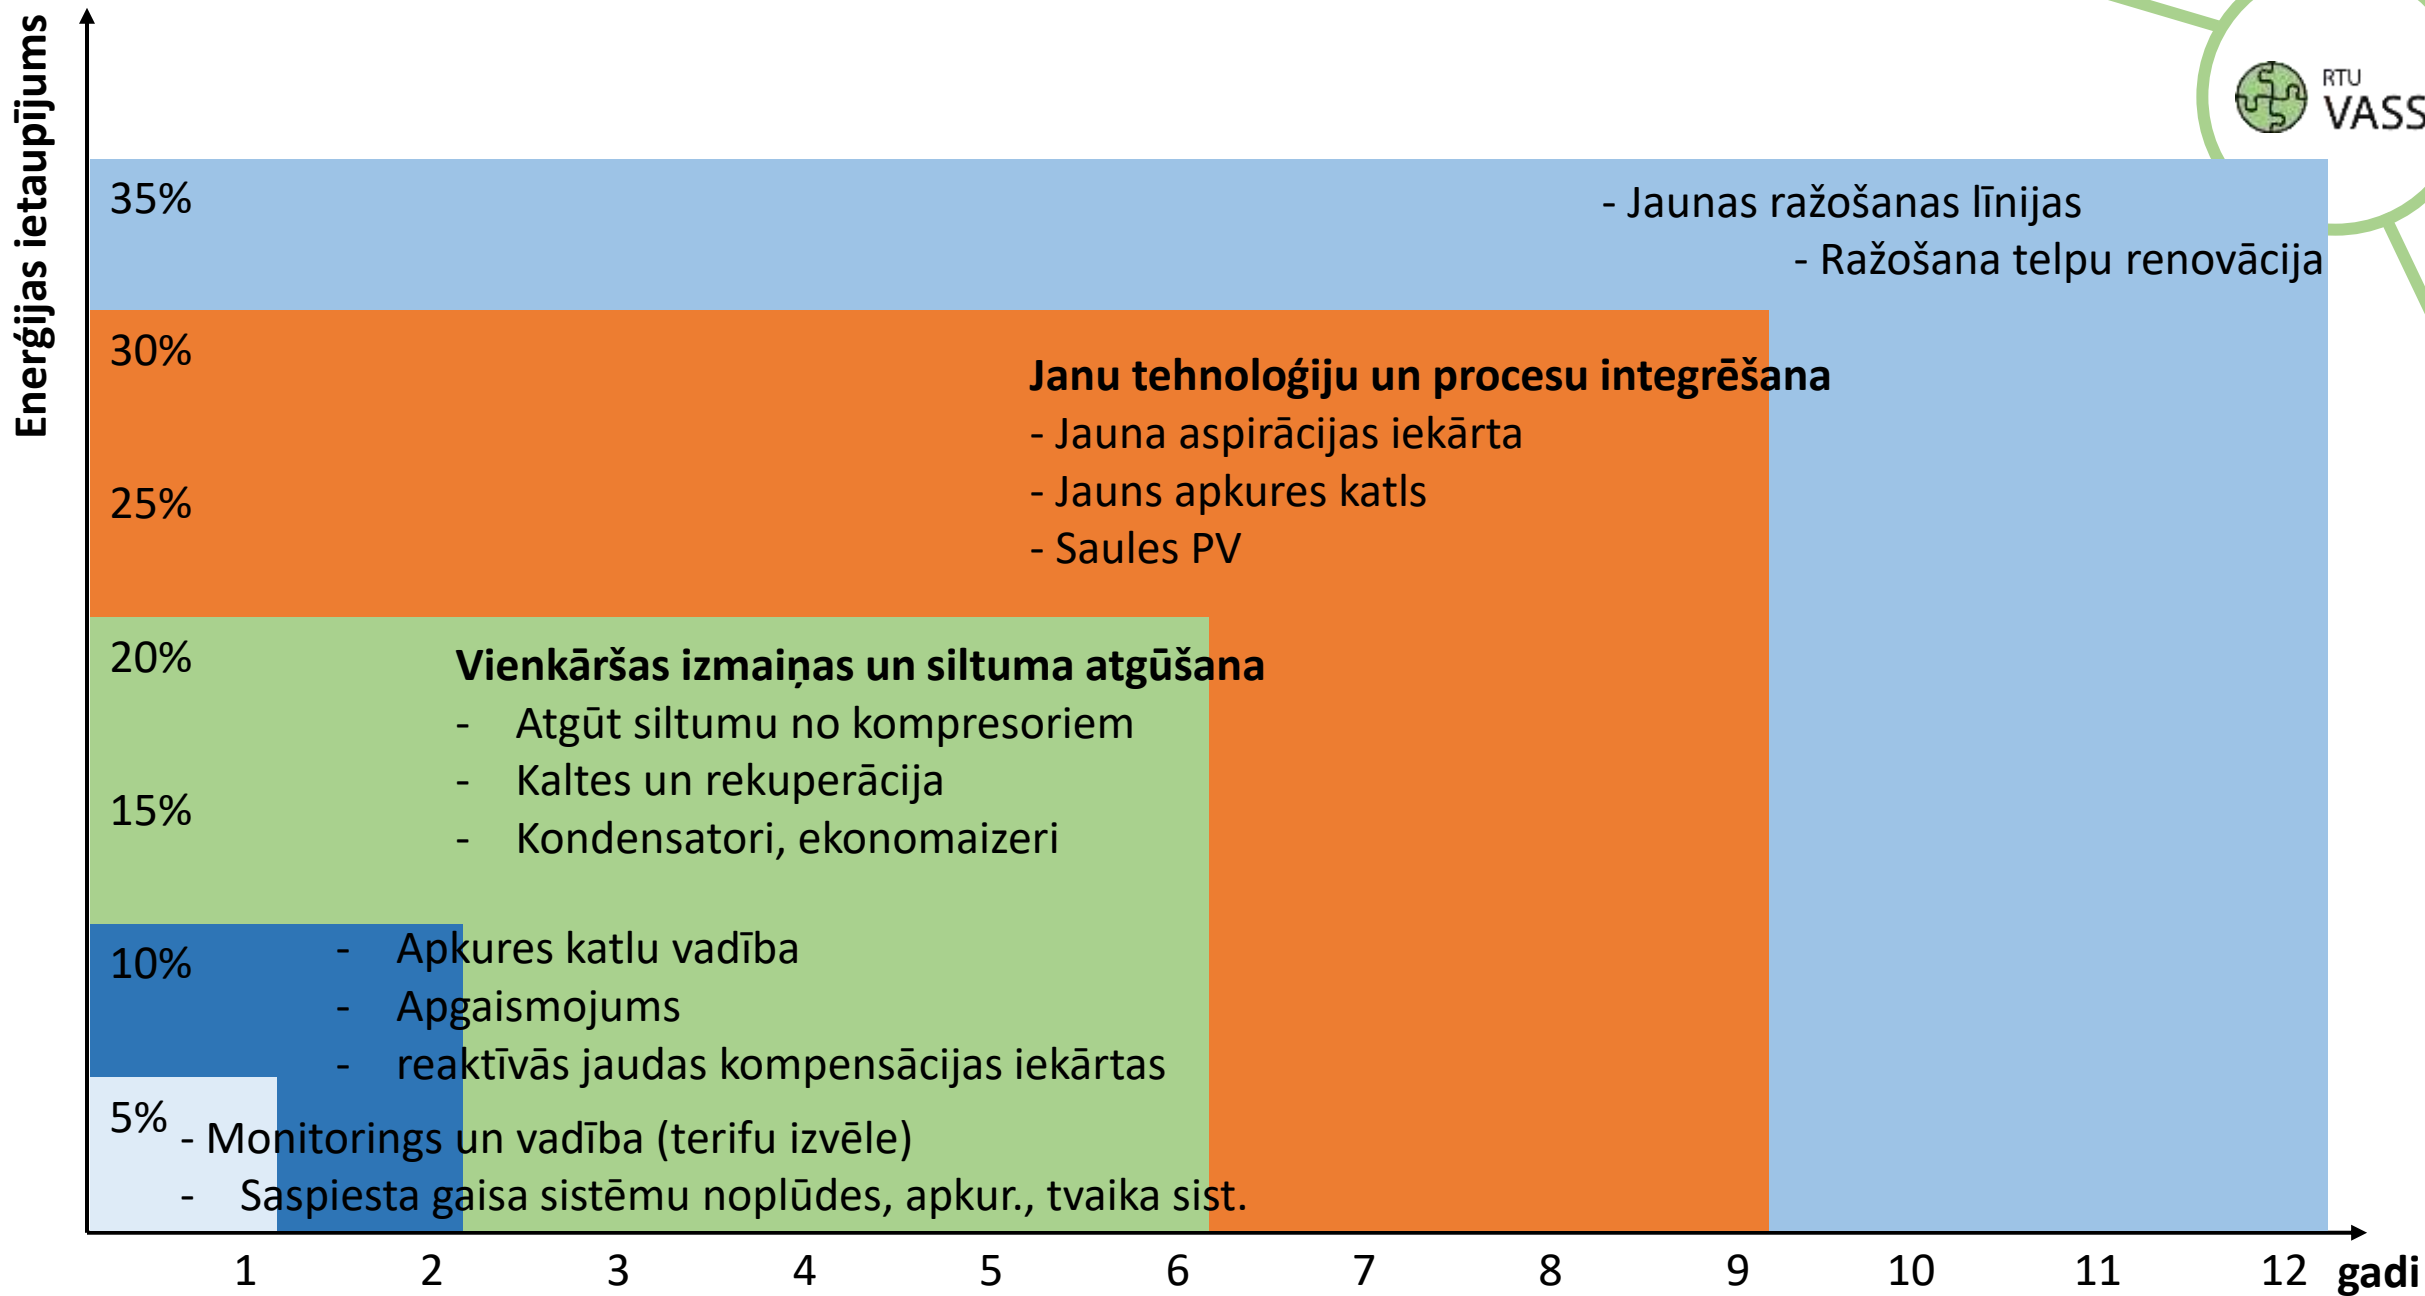 Enerģijas ietaupījums
RTU
VASS
35%
- Jaunas ražošanas līnijas
- Ražošana telpu renovācija
30%
Janu tehnoloģiju un procesu integrēšana
- Jauna aspirācijas iekārta
25%
- Jauns apkures katls
- Saules PV
20%
Vienkāršas izmaiņas un siltuma atgūšana
- Atgūt siltumu no kompresoriem
- Kaltes un rekuperācija
15%
- Kondensatori, ekonomaizeri
10%
- Apkures katlu vadība
- Apgaismojums
- reaktīvās jaudas kompensācijas iekārtas
5%
- Monitorings un vadība (terifu izvēle)
- Saspiesta gaisa sistēmu noplūdes, apkur., tvaika sist.
1 2 3 4 5 6 7 8 9 10 11 12 gadi